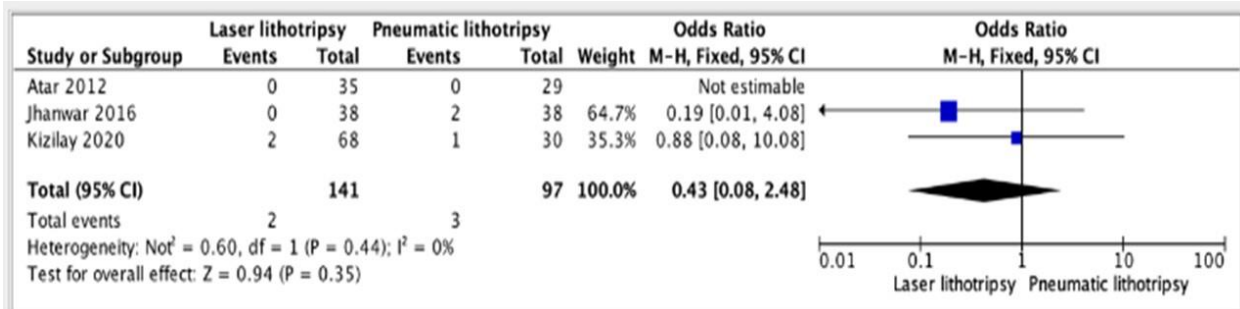 Laser lithotripsy Pneumatic lithotripsy Odds Ratio Odds Ratio
Study or Subgroup Events Total Events Total Weight M-H, Fixed, 95% CI M-H, Fixed, 95% CI
Atar 2012 0 35 0 29 Not estimable
Jhanwar 2016 0 38 2 38 64.7% 0.19 [0.01, 4.08]
Kizilay 2020 2 68 1 30 35.3% 0.88 [0.08, 10.08]
Total (95% CI) 141 97 100.0% 0.43 [0.08, 2.48]
Total events 2 3
Heterogeneity: Not² = 0.60, df = 1 (P = 0.44); I² = 0%
Test for overall effect: Z = 0.94 (P = 0.35)
0.01 0.1 1 10 100
Laser lithotripsy Pneumatic lithotripsy